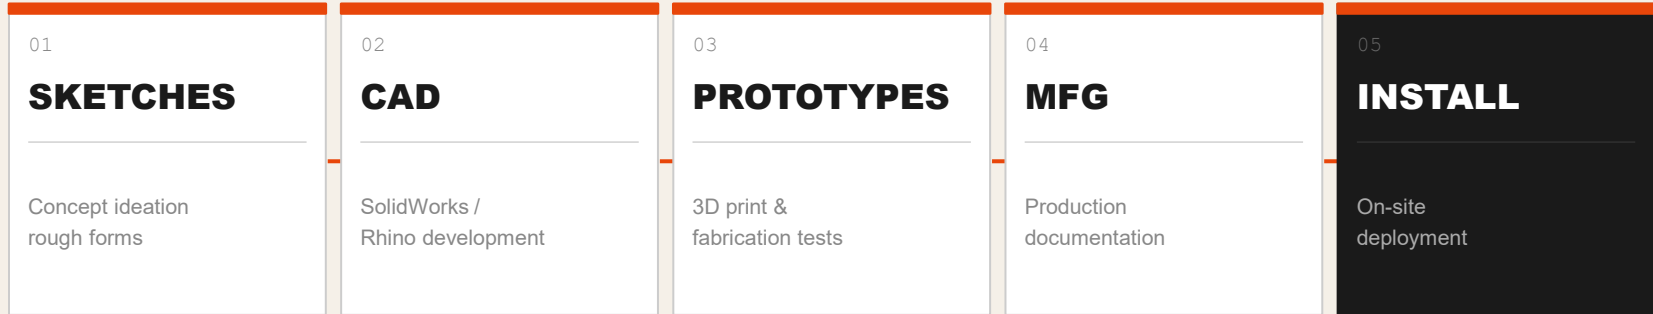 01
SKETCHES
Concept ideation
rough forms
02
CAD
SolidWorks /
Rhino development
03
PROTOTYPES
3D print &
fabrication tests
04
MFG
Production
documentation
05
INSTALL
On-site
deployment